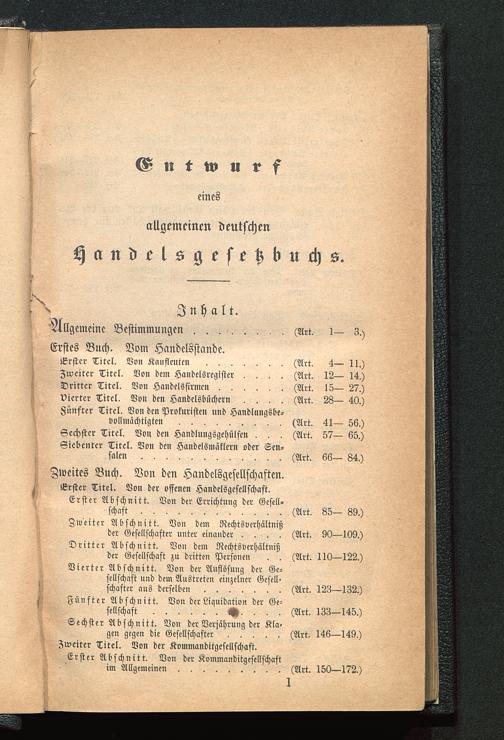 Entwurf
eines
allgemeinen deutschen
Handelsgesetzbuchs.
Inhalt.
Allgemeine Bestimmungen . . . . . . . . (Art. 1— 3.)
Erstes Buch. Vom Handelsstande.
Erster Titel. Von Kaufleuten . . . . . (Art. 4— 11.)
Zweiter Titel. Von dem Handelsregister . . . . (Art. 12— 14.)
Dritter Titel. Von Handelsfirmen . . . . . (Art. 15— 27.)
Vierter Titel. Von den Handelsbüchern . . . . (Art. 28— 40.)
Fünfter Titel. Von den Prokuristen und Handlungsbe-
vollmächtigten . . . . . . . . . (Art. 41— 56.)
Sechster Titel. Von den Handlungsgehülfen . . . (Art. 57— 65.)
Siebenter Titel. Von den Handelsmäklern oder Sen-
salen . . . . . . . . . . . (Art. 66— 84.)
Zweites Buch. Von den Handelsgesellschaften.
Erster Titel. Von der offenen Handelsgesellschaft.
Erster Abschnitt. Von der Errichtung der Gesell-
schaft . . . . . . . . . . (Art. 85— 89.)
Zweiter Abschnitt. Von dem Rechtsverhältniß
der Gesellschafter unter einander . . . (Art. 90—109.)
Dritter Abschnitt. Von dem Rechtsverhältniß
der Gesellschaft zu dritten Personen . . (Art. 110—122.)
Vierter Abschnitt. Von der Auflösung der Ge-
sellschaft und dem Austreten einzelner Gesell-
schafter aus derselben . . . . . . (Art. 123—132.)
Fünfter Abschnitt. Von der Liquidation der Ge-
sellschaft . . . . . . . . . (Art. 133—145.)
Sechster Abschnitt. Von der Verjährung der Kla-
gen gegen die Gesellschafter . . . . . (Art. 146—149.)
Zweiter Titel. Von der Kommanditgesellschaft.
Erster Abschnitt. Von der Kommanditgesellschaft
im Allgemeinen . . . . . . . . (Art. 150—172.)
1